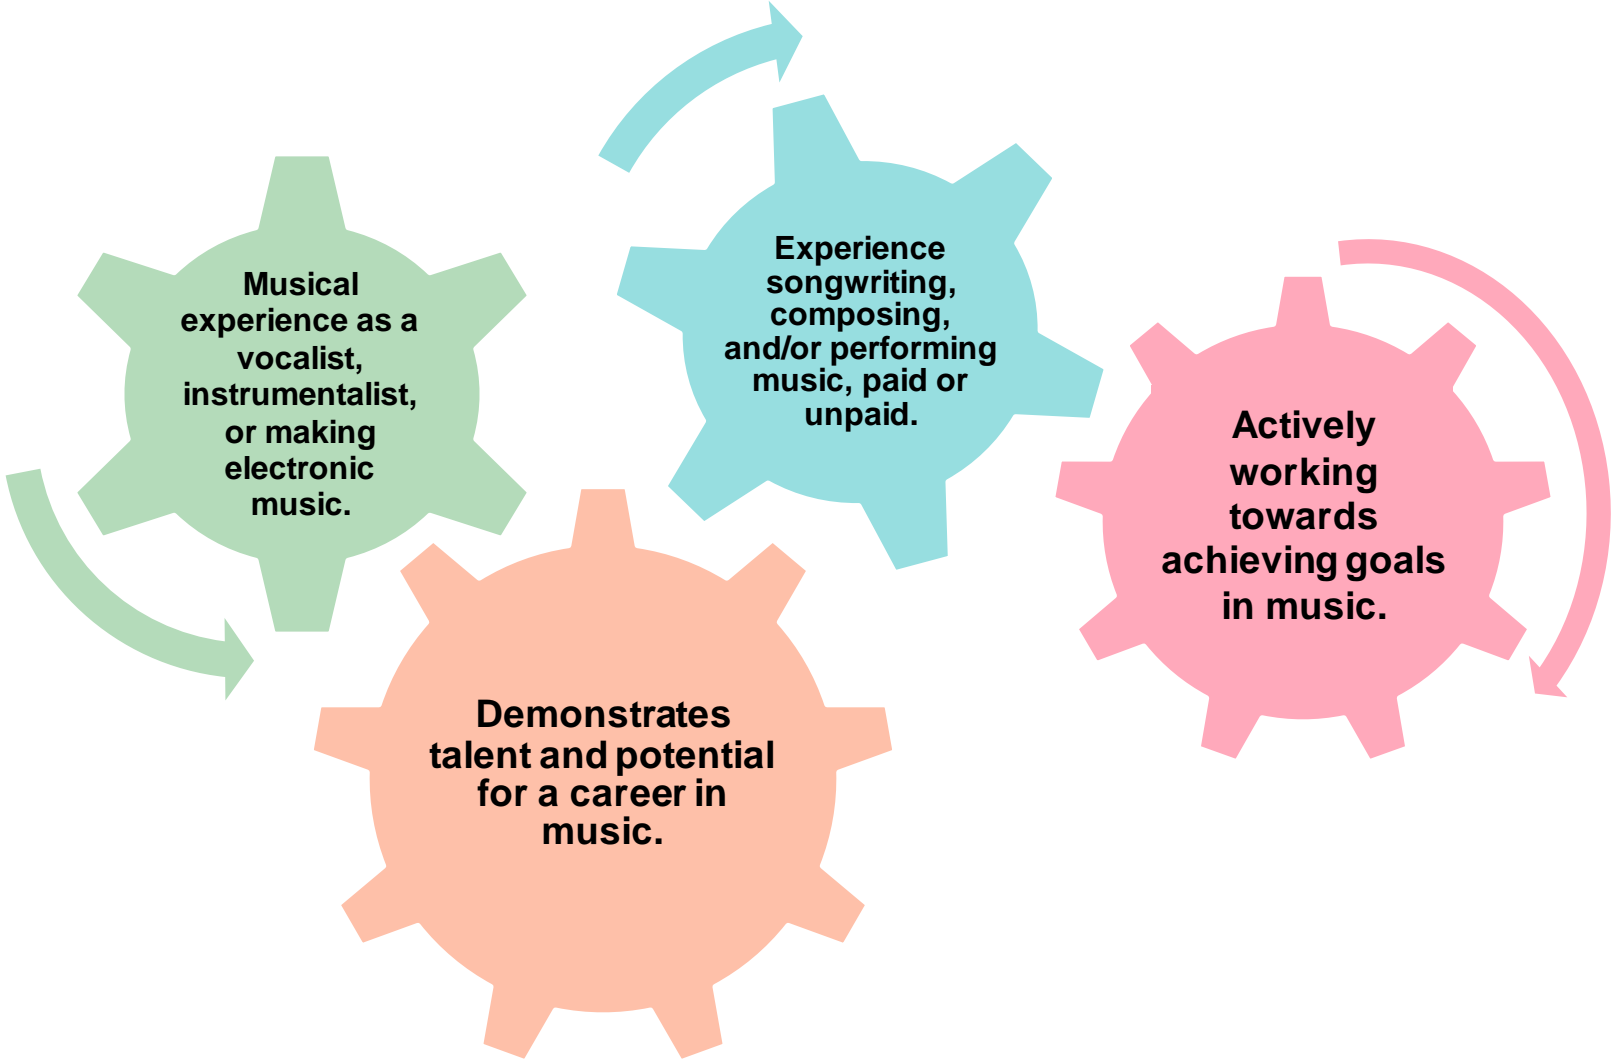 Musical
experience as a
vocalist,
instrumentalist,
or making
electronic
music.
Experience
songwriting,
composing,
and/or performing
music, paid or
unpaid.
Actively
working
towards
achieving goals
in music.
Demonstrates
talent and potential
for a career in
music.